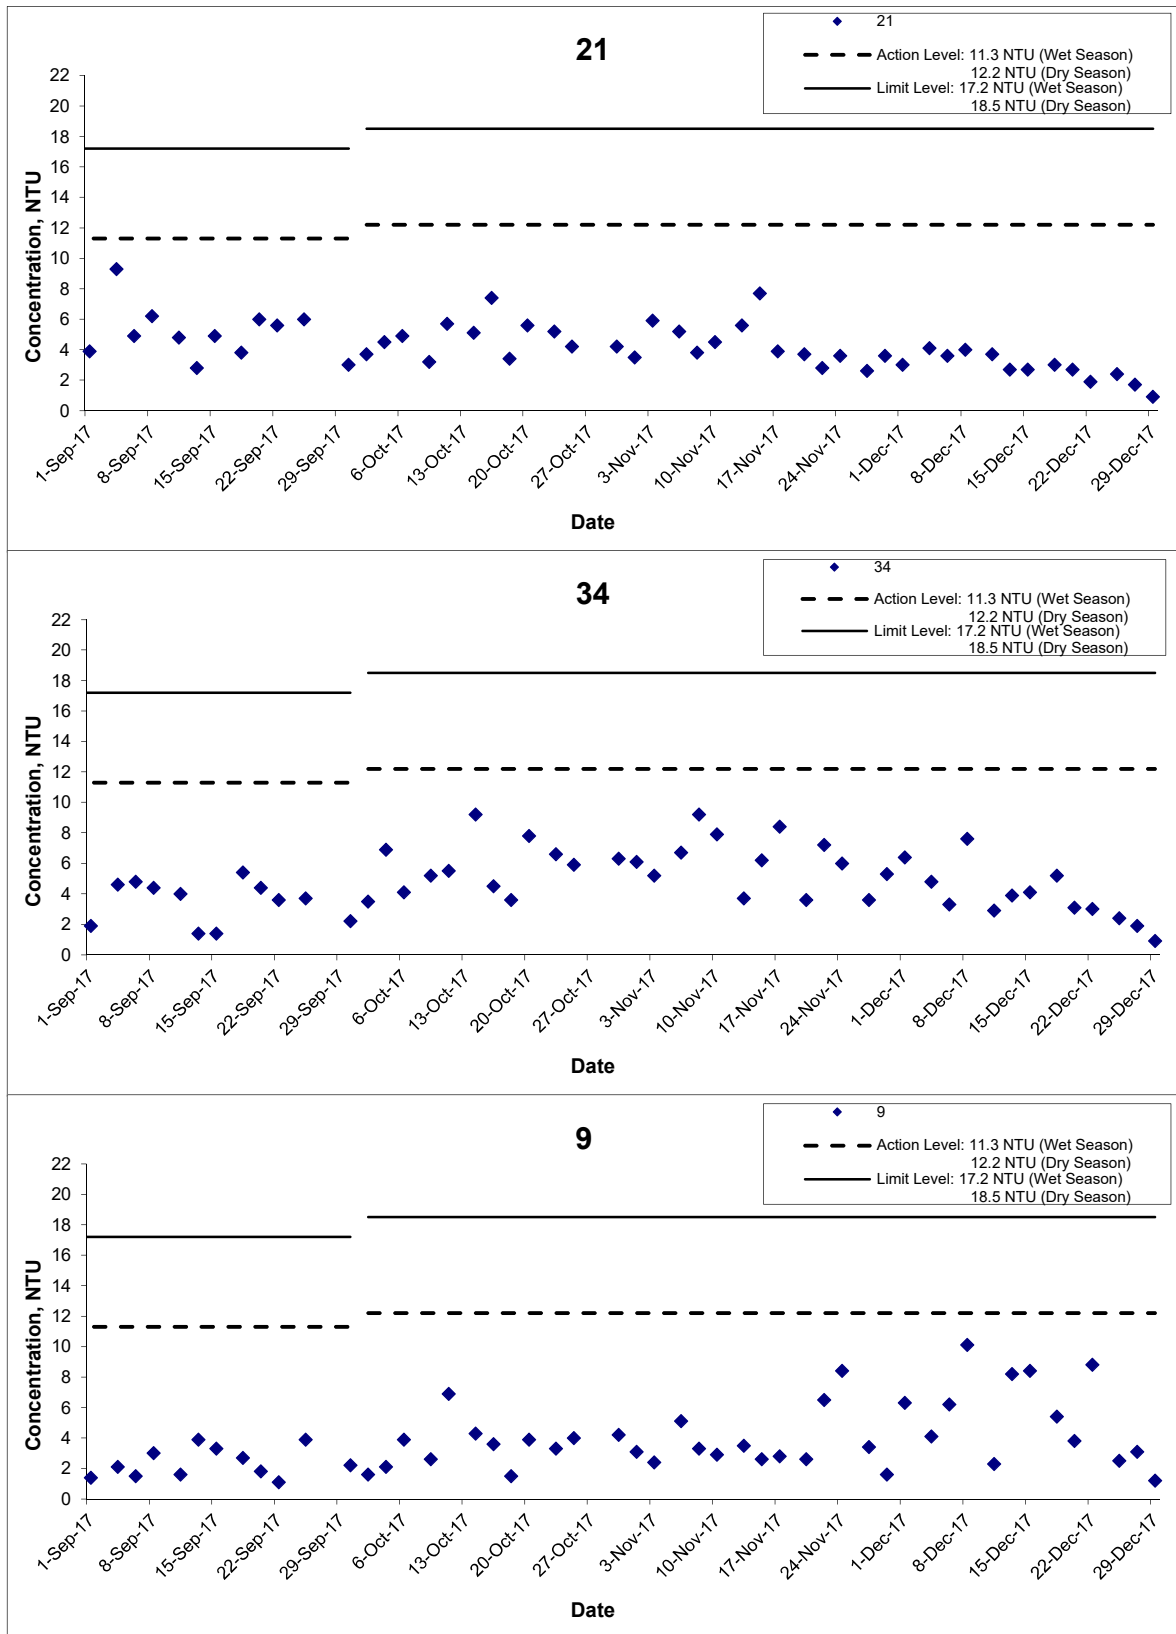 21
21
Action Level: 11.3 NTU (Wet Season)
12.2 NTU (Dry Season)
Limit Level: 17.2 NTU (Wet Season)
18.5 NTU (Dry Season)
Concentration, NTU
22
20
18
16
14
12
10
8
6
4
2
0
1-Sep-17
8-Sep-17
15-Sep-17
22-Sep-17
29-Sep-17
6-Oct-17
13-Oct-17
20-Oct-17
27-Oct-17
3-Nov-17
10-Nov-17
17-Nov-17
24-Nov-17
1-Dec-17
8-Dec-17
15-Dec-17
22-Dec-17
29-Dec-17
Date
34
34
Action Level: 11.3 NTU (Wet Season)
12.2 NTU (Dry Season)
Limit Level: 17.2 NTU (Wet Season)
18.5 NTU (Dry Season)
Concentration, NTU
22
20
18
16
14
12
10
8
6
4
2
0
1-Sep-17
8-Sep-17
15-Sep-17
22-Sep-17
29-Sep-17
6-Oct-17
13-Oct-17
20-Oct-17
27-Oct-17
3-Nov-17
10-Nov-17
17-Nov-17
24-Nov-17
1-Dec-17
8-Dec-17
15-Dec-17
22-Dec-17
29-Dec-17
Date
9
9
Action Level: 11.3 NTU (Wet Season)
12.2 NTU (Dry Season)
Limit Level: 17.2 NTU (Wet Season)
18.5 NTU (Dry Season)
Concentration, NTU
22
20
18
16
14
12
10
8
6
4
2
0
1-Sep-17
8-Sep-17
15-Sep-17
22-Sep-17
29-Sep-17
6-Oct-17
13-Oct-17
20-Oct-17
27-Oct-17
3-Nov-17
10-Nov-17
17-Nov-17
24-Nov-17
1-Dec-17
8-Dec-17
15-Dec-17
22-Dec-17
29-Dec-17
Date